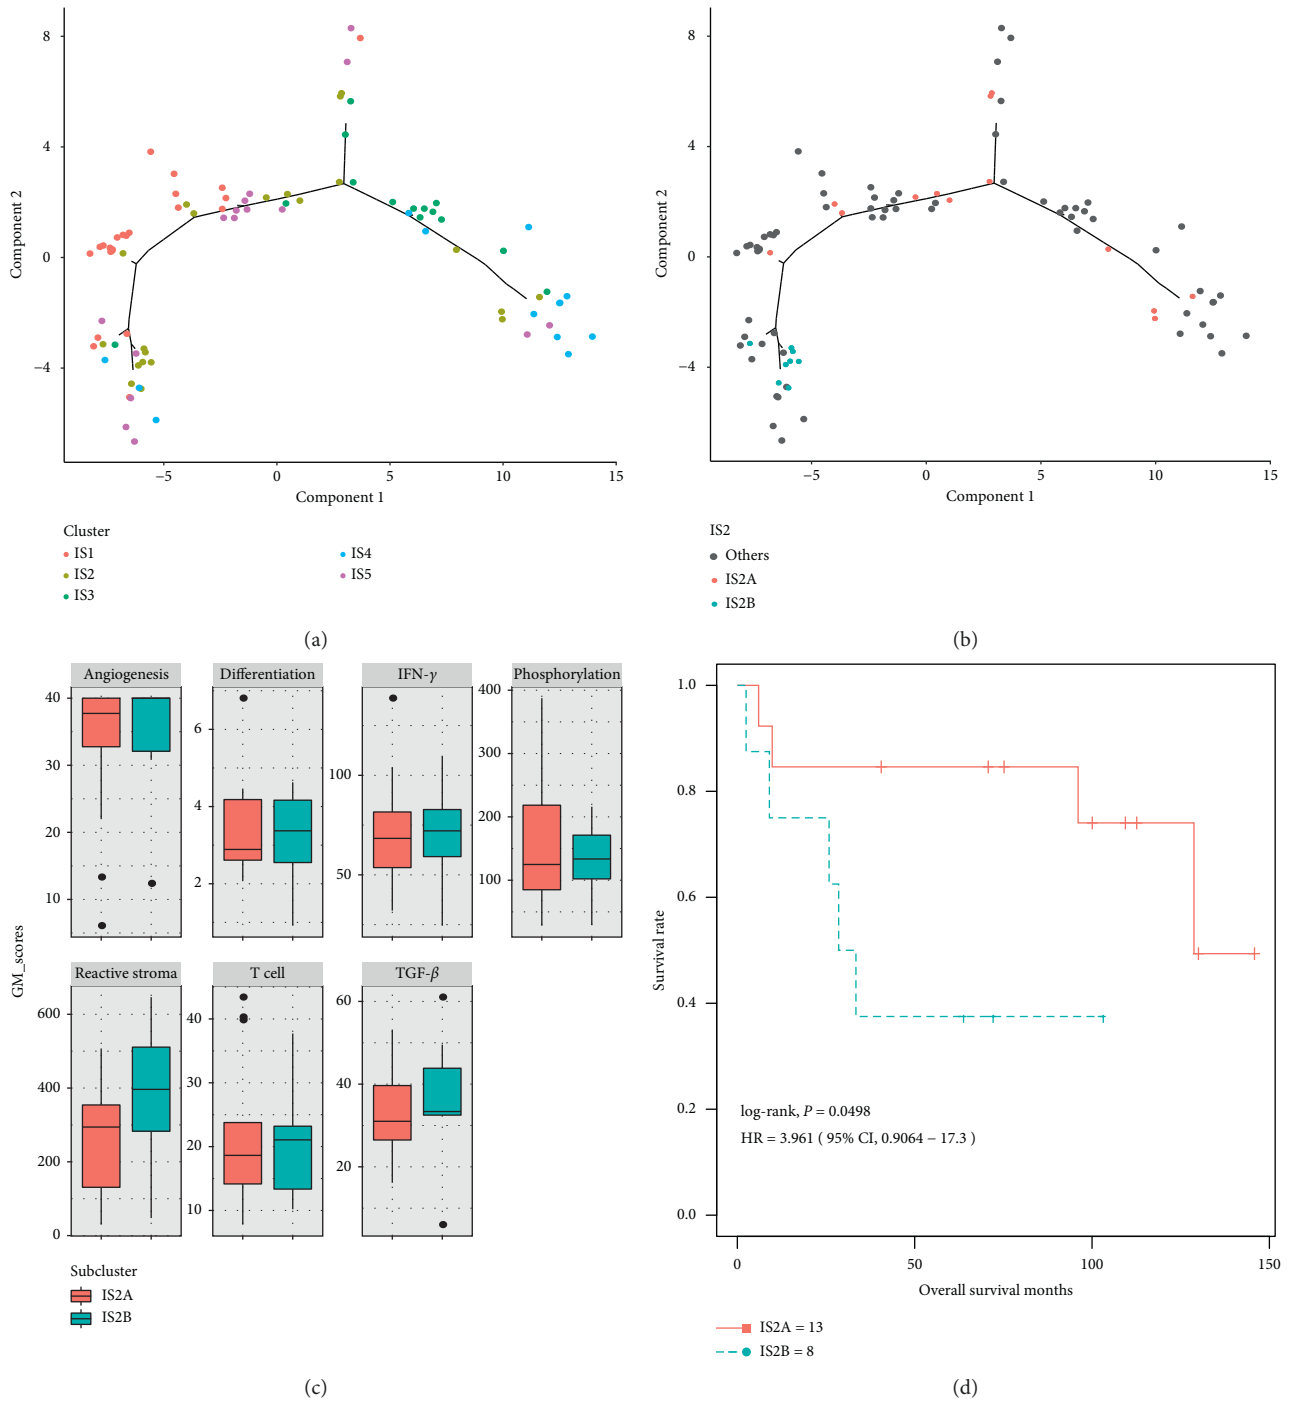 8
4
0
−4
Component 2
−5
0
5
10
15
Component 1
Cluster
IS1
IS2
IS3
IS4
IS5
(a)
8
4
0
−4
Component 2
−5
0
5
10
15
Component 1
IS2
Others
IS2A
IS2B
(b)
GM_scores
Angiogenesis
40
30
20
10
Differentiation
6
4
2
IFN-γ
100
50
Phosphorylation
400
300
200
100
Reactive stroma
600
400
200
0
T cell
40
30
20
10
TGF-β
60
40
20
Subcluster
IS2A
IS2B
(c)
1.0
0.8
0.6
0.4
0.2
0.0
Survival rate
log-rank, P = 0.0498
HR = 3.961 ( 95% CI, 0.9064 − 17.3 )
0
50
100
150
Overall survival months
IS2A = 13
IS2B = 8
(d)